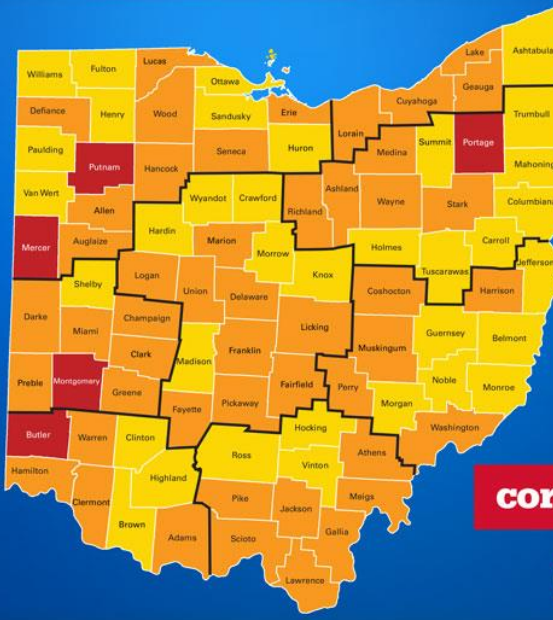 Williams
Fulton
Lucas
Ottawa
Lake
Ashtabula
Geauga
Cuyahoga
Defiance
Henry
Wood
Sandusky
Erie
Lorain
Trumbull
Paulding
Putnam
Hancock
Seneca
Huron
Medina
Summit
Portage
Mahoning
Van Wert
Allen
Wyandot
Crawford
Richland
Ashland
Wayne
Stark
Columbian
Mercer
Auglaize
Hardin
Marion
Morrow
Holmes
Carroll
Tuscarawas
Jefferson
Shelby
Logan
Union
Delaware
Knox
Coshocton
Harrison
Darke
Miami
Champaign
Licking
Muskingum
Guernsey
Belmont
Clark
Madison
Franklin
Preble
Montgomery
Greene
Fayette
Pickaway
Fairfield
Perry
Morgan
Noble
Monroe
Butler
Warren
Clinton
Ross
Hocking
Athens
Washington
Hamilton
Clermont
Highland
Vinton
Brown
Adams
Pike
Jackson
Meigs
Scioto
Gallia
Lawrence
cor